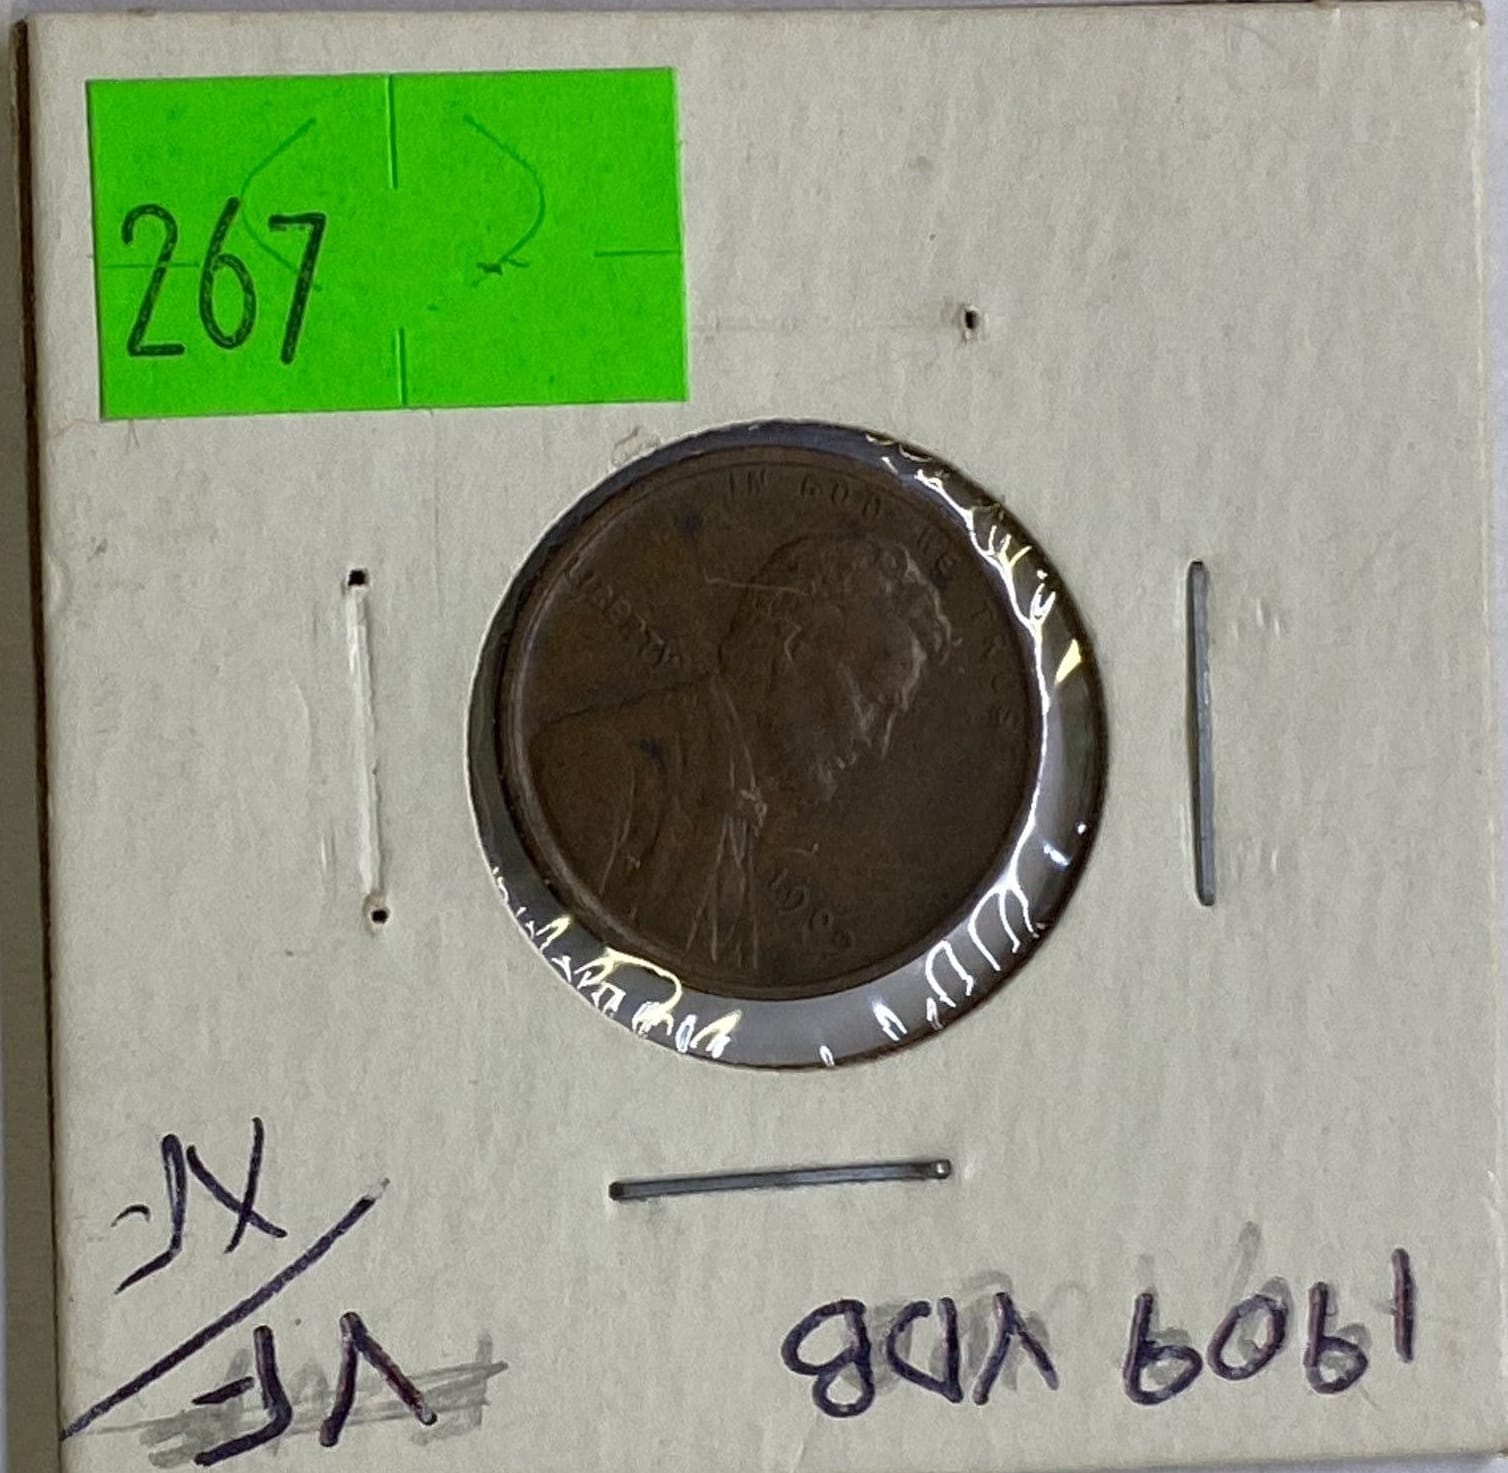 267
IN GOD WE TRUST
LIBERTY
1909
VF/XF
1909 VDB